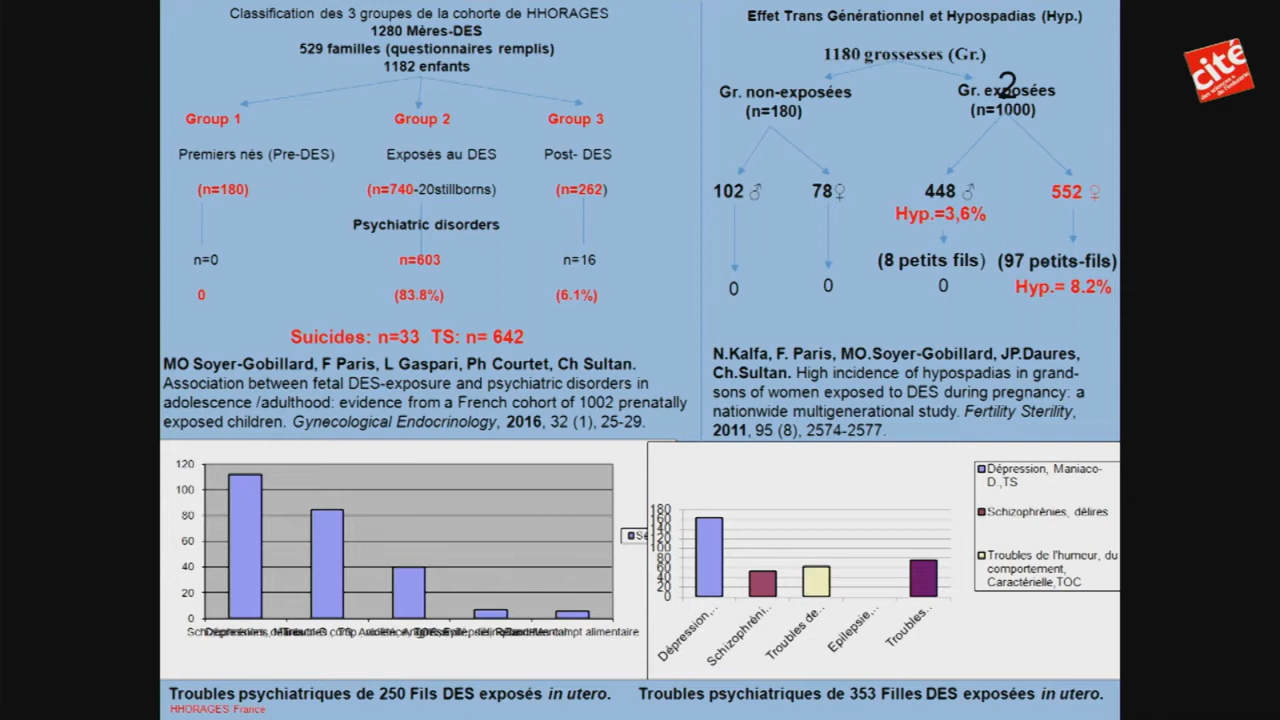 Classification des 3 groupes de la cohorte de HHORAGES
1280 Mères-DES
529 familles (questionnaires remplis)
1182 enfants
Group 1
Group 2
Group 3
Premiers nés (Pre-DES)
Exposés au DES
Post- DES
(n=180)
(n=740-20stillborns)
(n=262)
Psychiatric disorders
n=0
n=603
n=16
0
(83.8%)
(6.1%)
Suicides: n=33 TS: n= 642
MO Soyer-Gobillard, F Paris, L Gaspari, Ph Courtet, Ch Sultan.
Association between fetal DES-exposure and psychiatric disorders in
adolescence /adulthood: evidence from a French cohort of 1002 prenatally
exposed children. Gynecological Endocrinology, 2016, 32 (1), 25-29.
Effet Trans Générationnel et Hypospadias (Hyp.)
1180 grossesses (Gr.)
2
Gr. non-exposées
(n=180)
Gr. exposées
(n=1000)
102 ♂
78♀
448 ♂
552 ♀
Hyp.=3,6%
(8 petits fils)
(97 petits-fils)
0
0
0
Hyp.= 8.2%
N.Kalfa, F. Paris, MO.Soyer-Gobillard, JP.Daures,
Ch.Sultan. High incidence of hypospadias in grand-
sons of women exposed to DES during pregnancy: a
nationwide multigenerational study. Fertility Sterility,
2011, 95 (8), 2574-2577.
cité
des sciences et
de l'industrie
120
100
80
60
40
20
0
180
160
140
120
100
80
60
40
20
0
Dépression...
Schizophréni..
Troubles de..
Epilepsie...
Troubles..
Dépression, Maniaco-
D.,TS
Schizophrénies, délires
Troubles de l'humeur, du
comportement,
Caractérielle,TOC
Troubles psychiatriques de 250 Fils DES exposés in utero.
Troubles psychiatriques de 353 Filles DES exposées in utero.
HHORAGES France